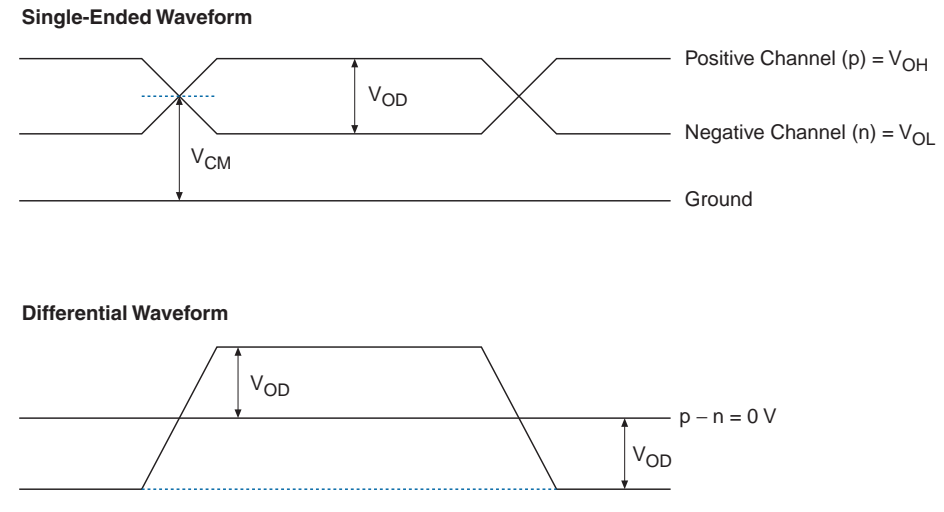 Single-Ended Waveform
Positive Channel (p) = VOH
VOD
Negative Channel (n) = VOL
VCM
Ground
Differential Waveform
VOD
p − n = 0 V
VOD